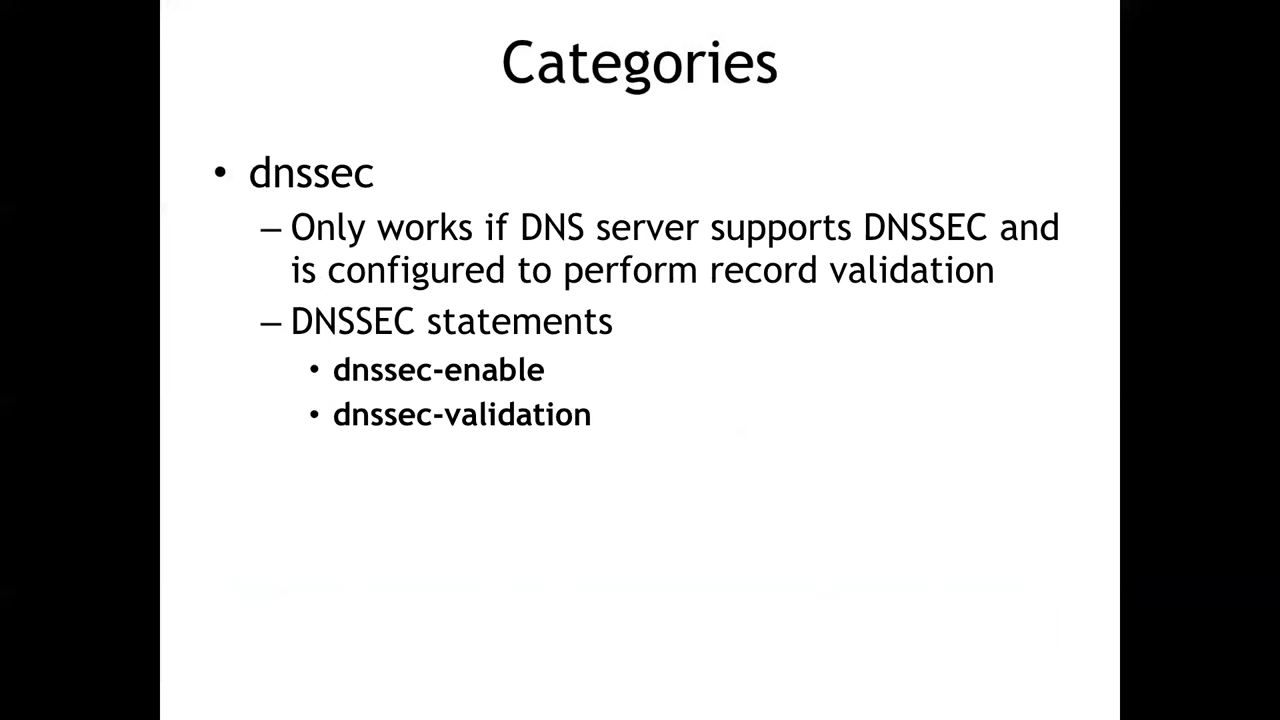 Categories
• dnssec
– Only works if DNS server supports DNSSEC and
is configured to perform record validation
– DNSSEC statements
• dnssec-enable
• dnssec-validation